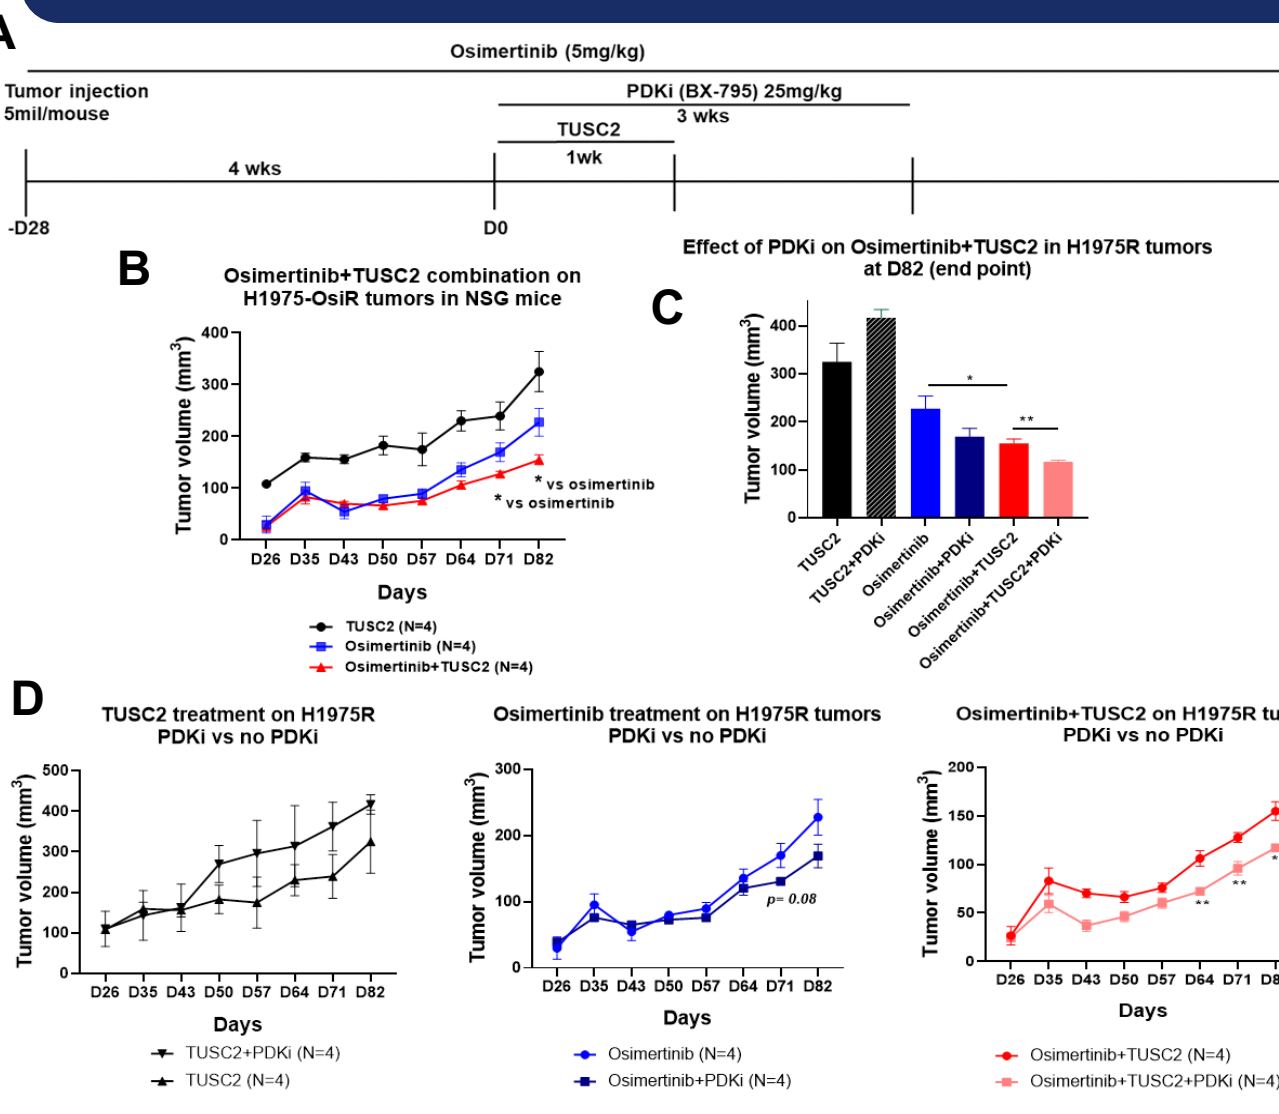 A
Osimertinib (5mg/kg)
Tumor injection
5mil/mouse
PDKi (BX-795) 25mg/kg
3 wks
TUSC2
1wk
4 wks
-D28
D0
B
Osimertinib+TUSC2 combination on
H1975-OsiR tumors in NSG mice
Tumor volume (mm3)
400
300
200
100
0
* vs osimertinib
* vs osimertinib
D26 D35 D43 D50 D57 D64 D71 D82
Days
TUSC2 (N=4)
Osimertinib (N=4)
Osimertinib+TUSC2 (N=4)
C
Effect of PDKi on Osimertinib+TUSC2 in H1975R tumors
at D82 (end point)
Tumor volume (mm3)
400
300
200
100
0
*
**
TUSC2
TUSC2+PDKi
Osimertinib
Osimertinib+PDKi
Osimertinib+TUSC2
Osimertinib+TUSC2+PDKi
D
TUSC2 treatment on H1975R
PDKi vs no PDKi
Tumor volume (mm3)
500
400
300
200
100
0
D26 D35 D43 D50 D57 D64 D71 D82
Days
TUSC2+PDKi (N=4)
TUSC2 (N=4)
Osimertinib treatment on H1975R tumors
PDKi vs no PDKi
Tumor volume (mm3)
300
200
100
0
p= 0.08
D26 D35 D43 D50 D57 D64 D71 D82
Days
Osimertinib (N=4)
Osimertinib+PDKi (N=4)
Osimertinib+TUSC2 on H1975R tu
PDKi vs no PDKi
Tumor volume (mm3)
200
150
100
50
0
**
**
*
D26 D35 D43 D50 D57 D64 D71 D8
Days
Osimertinib+TUSC2 (N=4)
Osimertinib+TUSC2+PDKi (N=4)